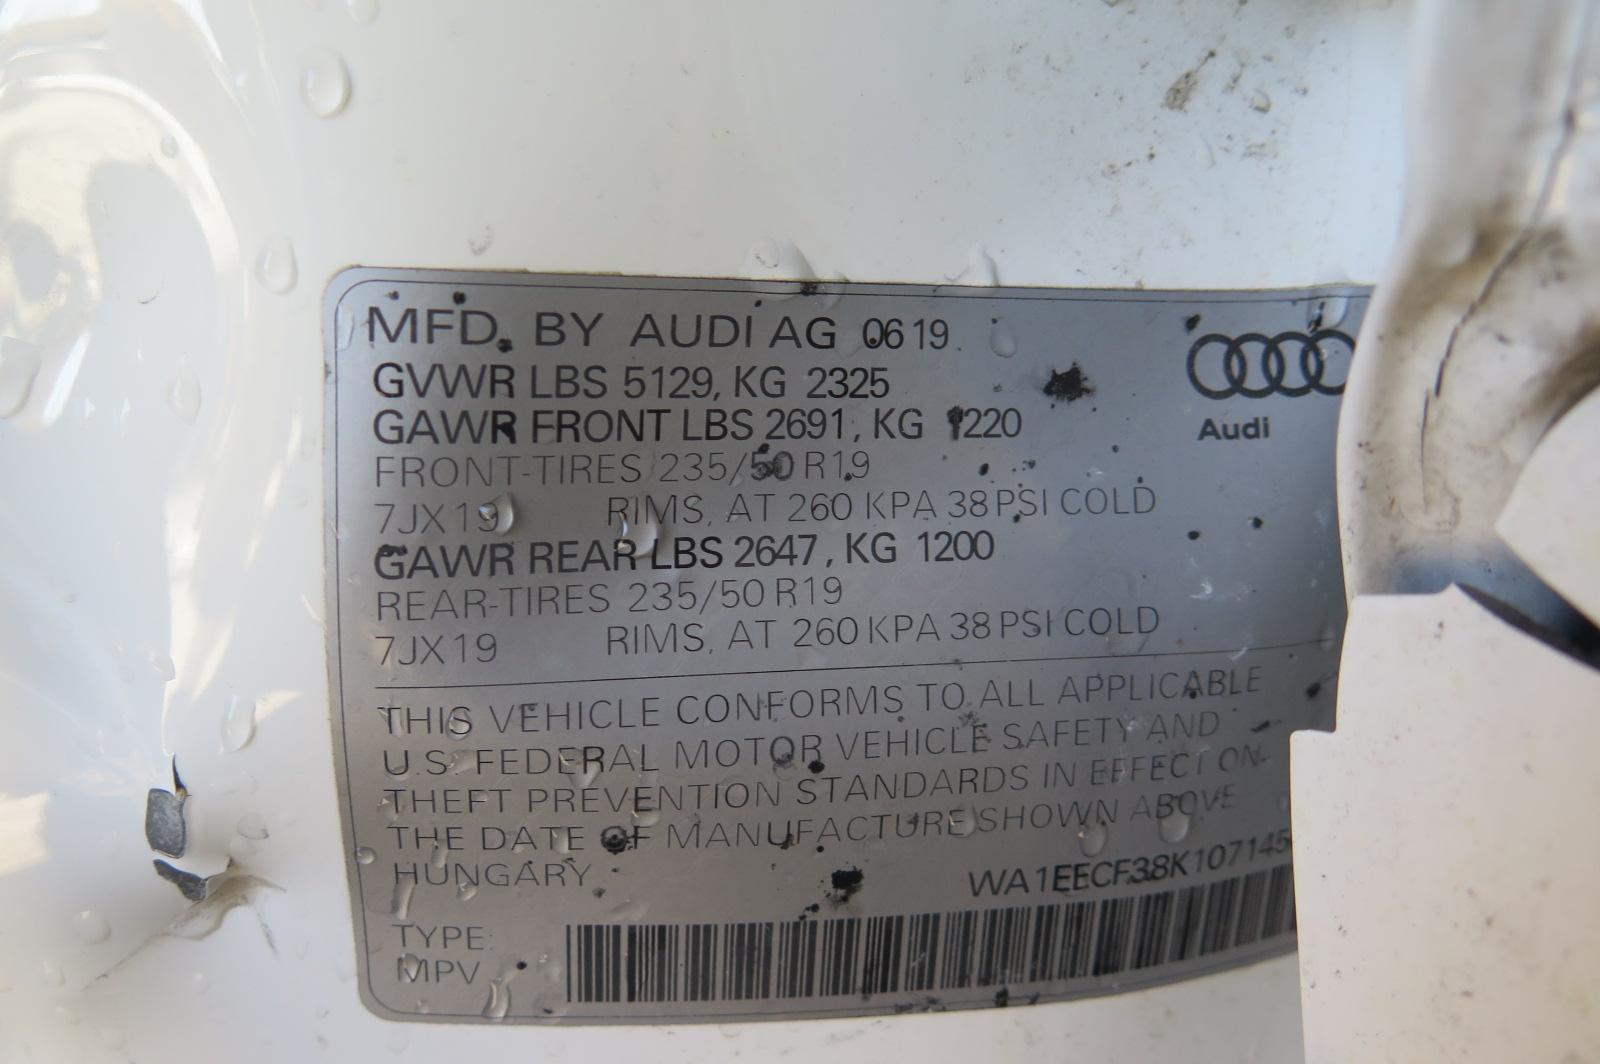 MFD. BY AUDI AG 0619
GVWR LBS 5129, KG 2325
GAWR FRONT LBS 2691, KG 1220
FRONT-TIRES 235/50 R19
7JX19 RIMS, AT 260 KPA 38 PSI COLD
GAWR REAR LBS 2647, KG 1200
REAR-TIRES 235/50 R19
7JX19 RIMS, AT 260 KPA 38 PSI COLD
Audi
THIS VEHICLE CONFORMS TO ALL APPLICABLE
U.S. FEDERAL MOTOR VEHICLE SAFETY AND
THEFT PREVENTION STANDARDS IN EFFECT ON
THE DATE OF MANUFACTURE SHOWN ABOVE
HUNGARY
WA1EECF38K107145
TYPE:
MPV